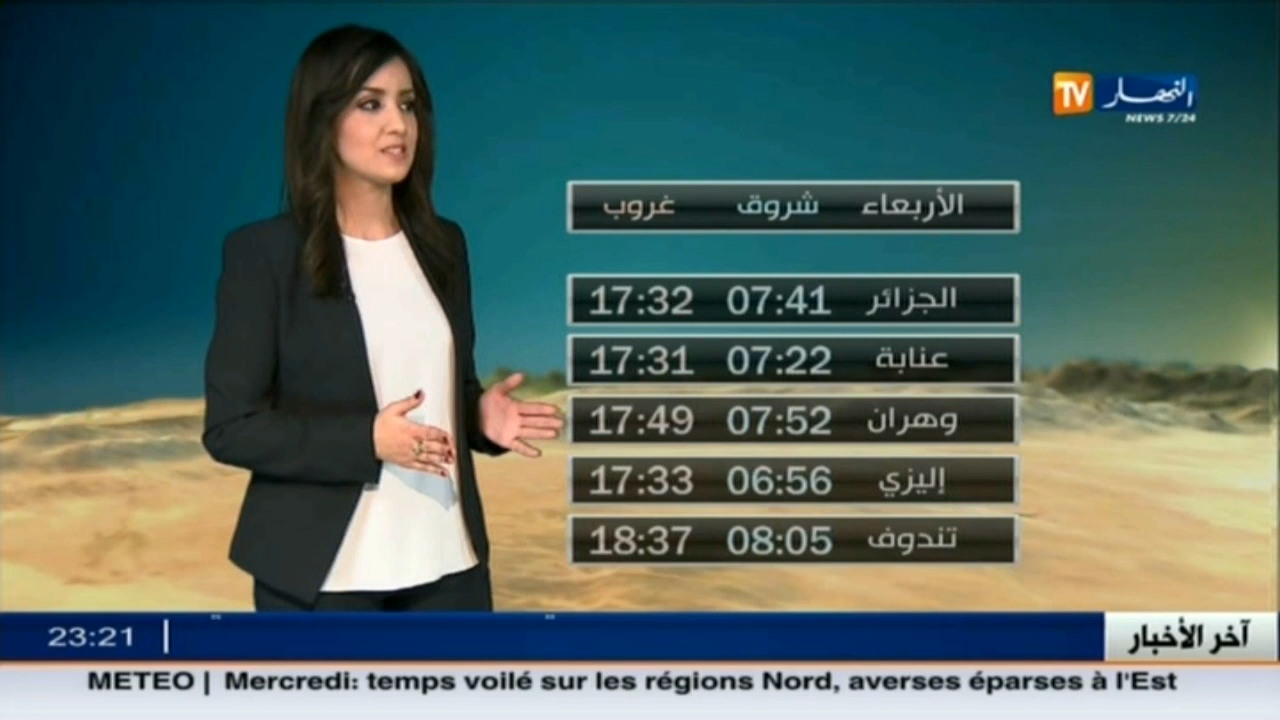 TV النهار
NEWS 7/24
الأربعاء شروق غروب
الجزائر 07:41 17:32
عنابة 07:22 17:31
وهران 07:52 17:49
إليزي 06:56 17:33
تندوف 08:05 18:37
آخر الأخبار
23:21
METEO | Mercredi: temps voilé sur les régions Nord, averses éparses à l'Est